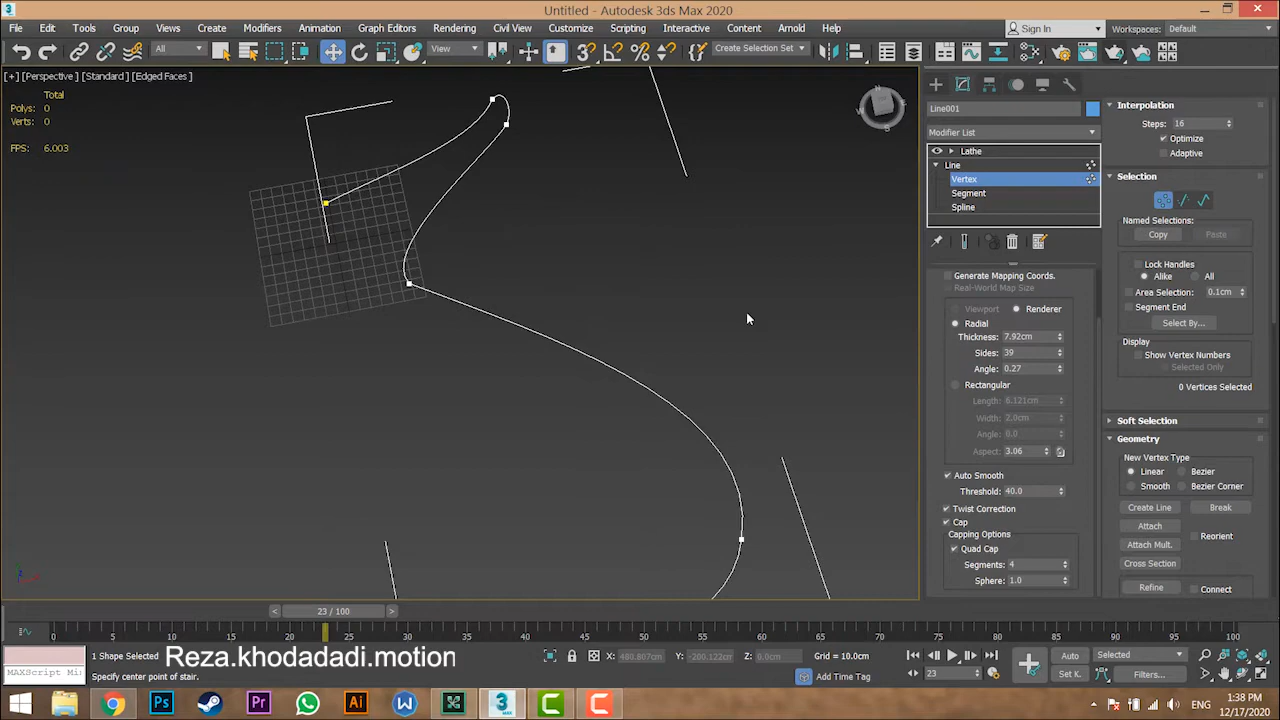 Untitled - Autodesk 3ds Max 2020
File Edit Tools Group Views Create Modifiers Animation Graph Editors Rendering Civil View Customize Scripting Interactive Content Arnold Help Sign In Workspaces: Default
All View Create Selection Set
[+] [Perspective] [Standard] [Edged Faces]
Total
Polys: 0
Verts: 0
FPS: 6.003
Line001
Modifier List
Lathe
Line
Vertex
Segment
Spline
Generate Mapping Coords.
Real-World Map Size
Viewport Renderer
Radial
Thickness: 7.92cm
Sides: 39
Angle: 0.27
Rectangular
Length: 6.121cm
Width: 2.0cm
Angle: 0.0
Aspect: 3.06
Auto Smooth
Threshold: 40.0
Twist Correction
Cap
Capping Options
Quad Cap
Segments: 4
Sphere: 1.0
Interpolation
Steps: 16
Optimize
Adaptive
Selection
Named Selections:
Copy Paste
Lock Handles
Alike All
Area Selection: 0.1cm
Segment End
Select By...
Display
Show Vertex Numbers
Selected Only
0 Vertices Selected
Soft Selection
Geometry
New Vertex Type
Linear Bezier
Smooth Bezier Corner
Create Line Break
Attach Reorient
Attach Mult.
Cross Section
Refine Connect
< 23 / 100 >
0 5 10 15 20 25 30 35 40 45 50 55 60 65 70 75 80 85 90 95 100
1 Shape Selected
Reza.khodadadi.motion
X: 480.807cm Y: -200.122cm Z: 0.0cm Grid = 10.0cm
Auto Selected
MAXScript Mi:
Specify center point of stair.
Add Time Tag
23
Set K.
Filters...
1:38 PM
ENG
12/17/2020